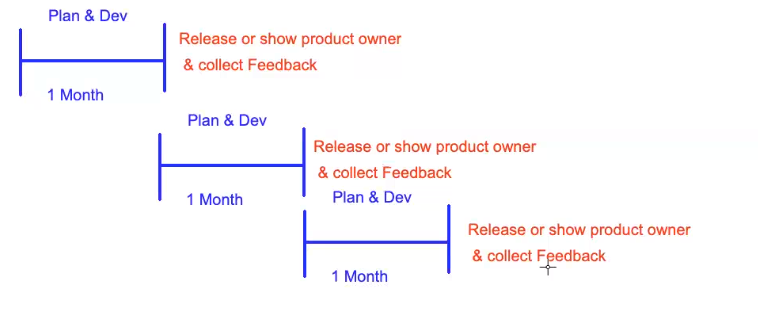 Plan & Dev
Release or show product owner
& collect Feedback
1 Month
Plan & Dev
Release or show product owner
& collect Feedback
1 Month
Plan & Dev
Release or show product owner
& collect Feedback
1 Month